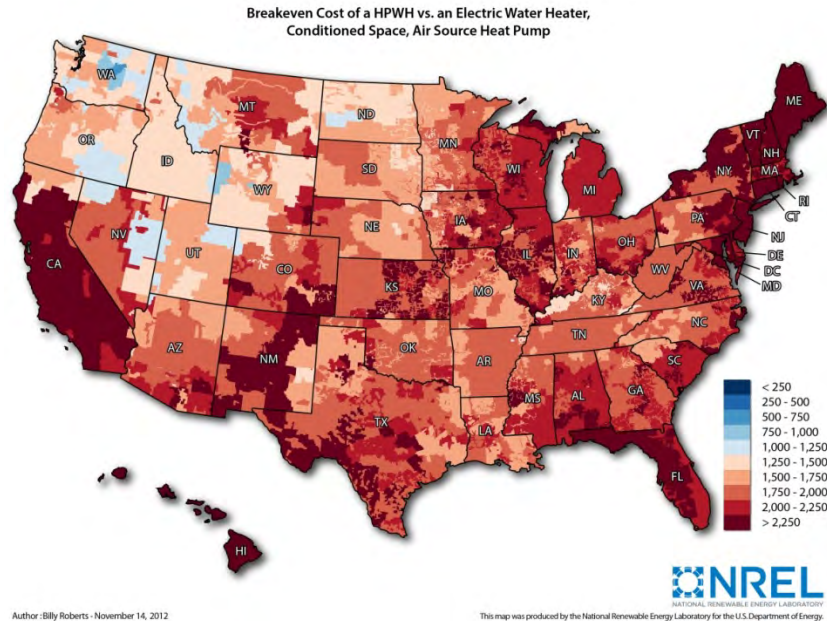 Breakeven Cost of a HPWH vs. an Electric Water Heater,
Conditioned Space, Air Source Heat Pump
WA
MT
ND
MN
ME
VT
NH
OR
ID
SD
WI
NY
MA
WY
MI
RI
CT
NE
IA
PA
NV
UT
CO
IL
IN
OH
NJ
DE
DC
MD
CA
KS
MO
WV
VA
KY
AZ
NM
OK
AR
TN
NC
SC
TX
LA
MS
AL
GA
FL
HI
< 250
250 - 500
500 - 750
750 - 1,000
1,000 - 1,250
1,250 - 1,500
1,500 - 1,750
1,750 - 2,000
2,000 - 2,250
> 2,250
NREL
NATIONAL RENEWABLE ENERGY LABORATORY
Author : Billy Roberts - November 14, 2012
This map was produced by the National Renewable Energy Laboratory for the U.S. Department of Energy.